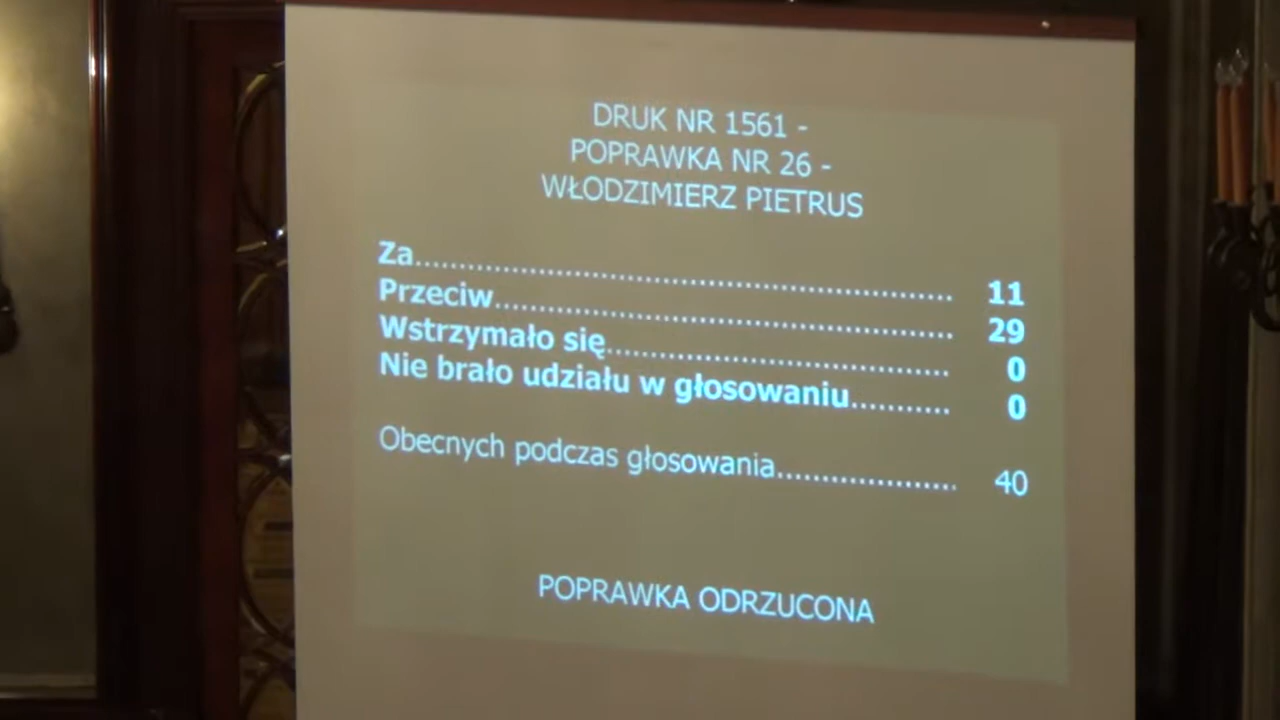 DRUK NR 1561 -
POPRAWKA NR 26 -
WŁODZIMIERZ PIETRUS
Za.................................................................. 11
Przeciw........................................................ 29
Wstrzymało się.......................................... 0
Nie brało udziału w głosowaniu........... 0
Obecnych podczas głosowania...................... 40
POPRAWKA ODRZUCONA